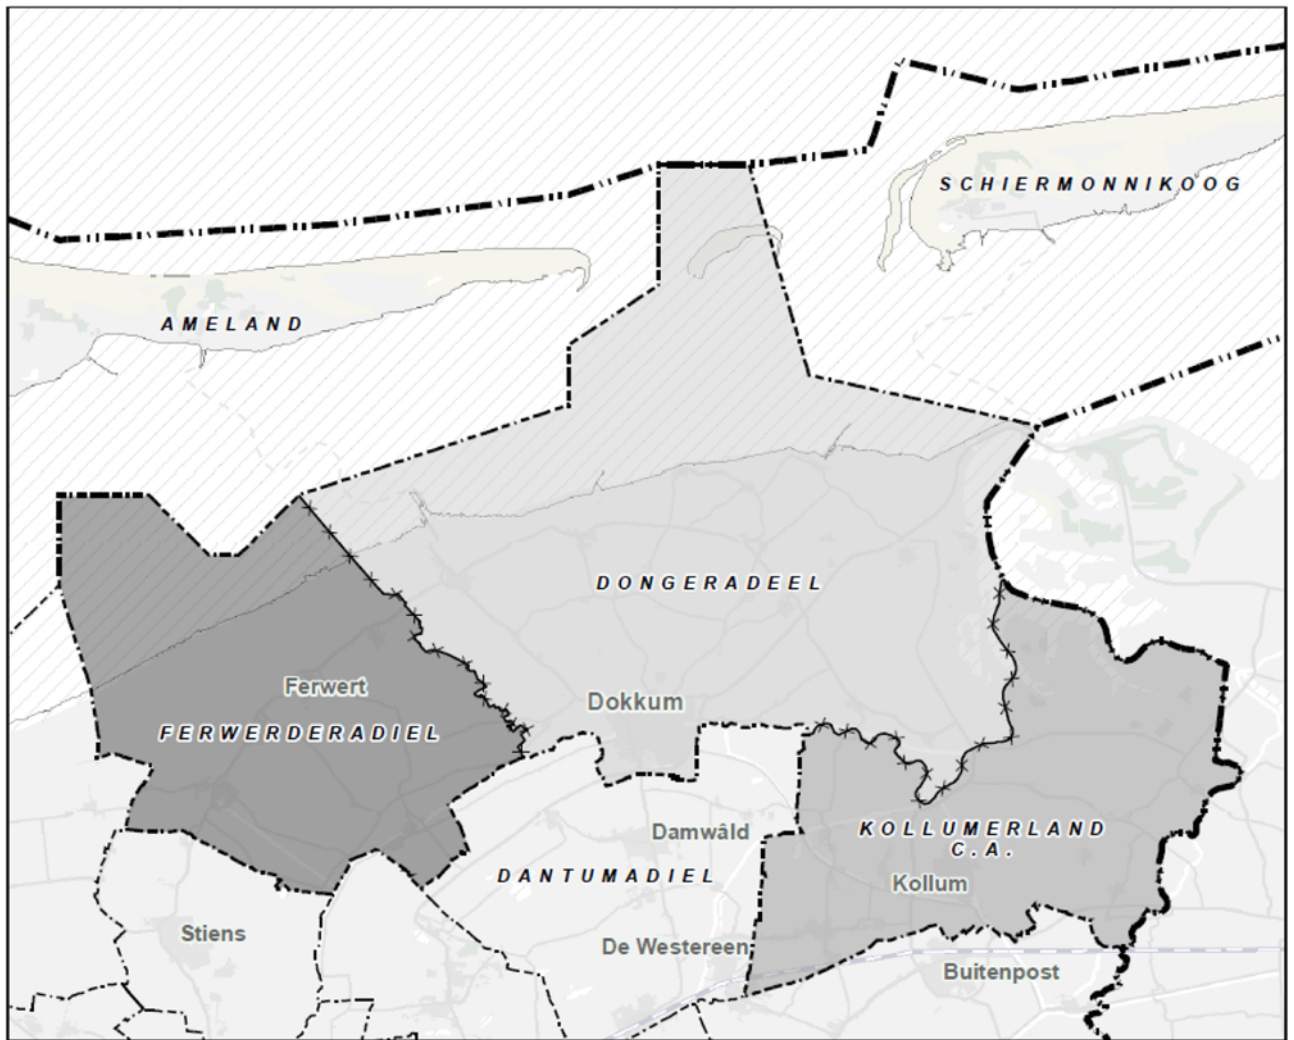 SCHIERMONNIKOOG
AMELAND
DONGERADEEL
Ferwert
Dokkum
FERWERDERADIEL
Damwâld
KOLLUMERLAND
C.A.
DANTUMADIEL
Kollum
Stiens
De Westereen
Buitenpost